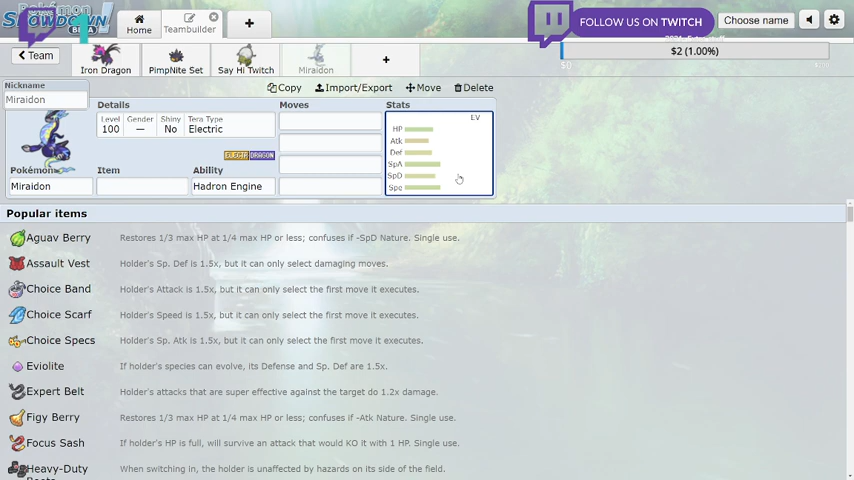 Pokémon
SHOWDOWN
BETA
Home
Teambuilder
FOLLOW US ON TWITCH
Choose name
$2 (1.00%)
$0
Team
Iron Dragon
PimpNite Set
Say Hi Twitch
Miraidon
Nickname
Miraidon
Copy
Import/Export
Move
Delete
Details
Moves
Stats
Level
Gender
Shiny
Tera Type
100
—
No
Electric
EV
HP
Atk
Def
SpA
SpD
Spe
ELECTR
DRAGON
Pokémon
Item
Ability
Miraidon
Hadron Engine
Popular items
Aguav Berry
Restores 1/3 max HP at 1/4 max HP or less; confuses if -SpD Nature. Single use.
Assault Vest
Holder's Sp. Def is 1.5x, but it can only select damaging moves.
Choice Band
Holder's Attack is 1.5x, but it can only select the first move it executes.
Choice Scarf
Holder's Speed is 1.5x, but it can only select the first move it executes.
Choice Specs
Holder's Sp. Atk is 1.5x, but it can only select the first move it executes.
Eviolite
If holder's species can evolve, its Defense and Sp. Def are 1.5x.
Expert Belt
Holder's attacks that are super effective against the target do 1.2x damage.
Figy Berry
Restores 1/3 max HP at 1/4 max HP or less; confuses if -Atk Nature. Single use.
Focus Sash
If holder's HP is full, will survive an attack that would KO it with 1 HP. Single use.
Heavy-Duty
Boots
When switching in, the holder is unaffected by hazards on its side of the field.